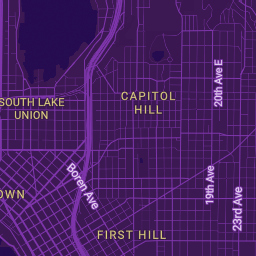 20th Ave E
CAPITOL
HILL
SOUTH LAKE
UNION
Boren Ave
19th Ave
23rd Ave
OWN
FIRST HILL